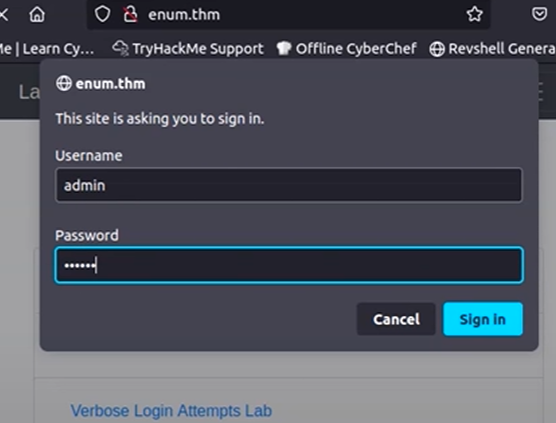 enum.thm
Me | Learn Cy... TryHackMe Support Offline CyberChef Revshell Genera
La
enum.thm
This site is asking you to sign in.
Username
admin
Password
••••••
Cancel Sign in
Verbose Login Attempts Lab